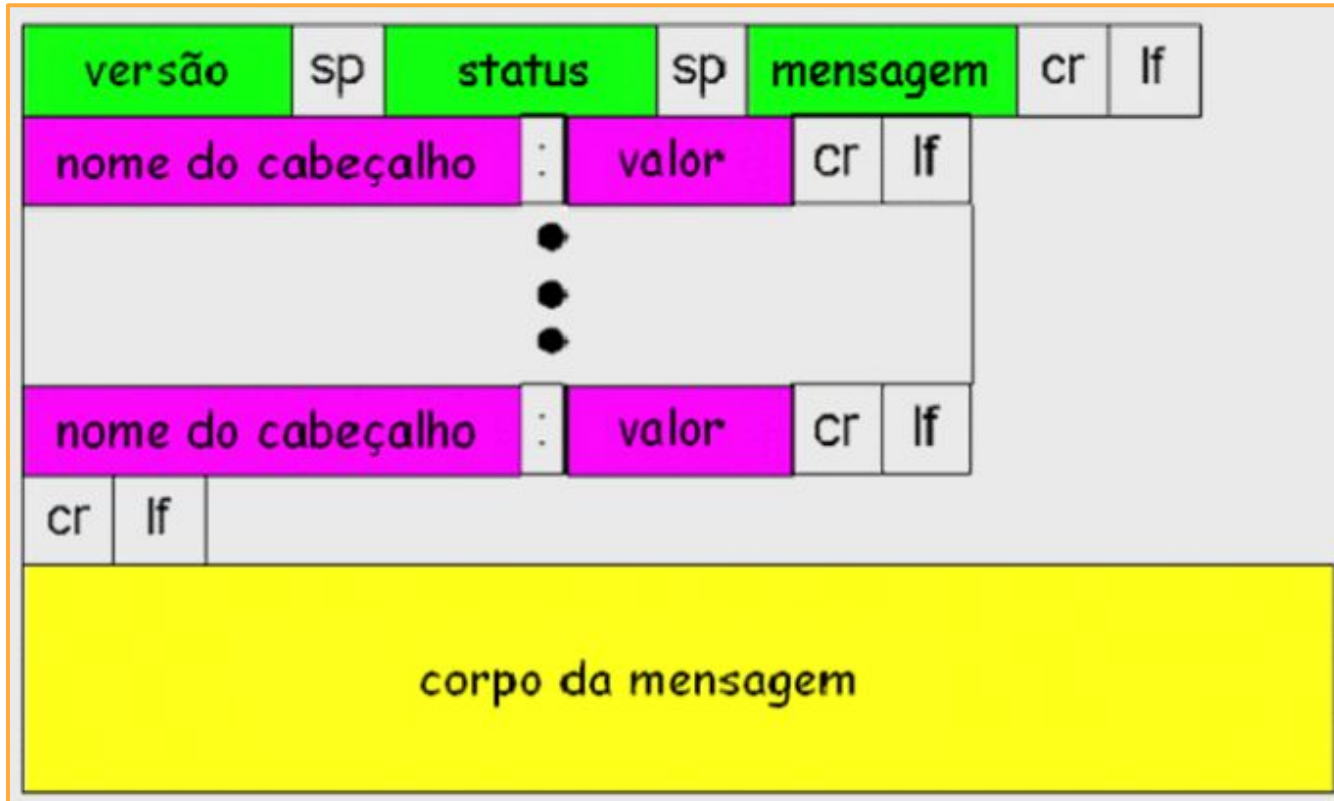 versão sp status sp mensagem cr lf
nome do cabeçalho : valor cr lf
nome do cabeçalho : valor cr lf
cr lf
corpo da mensagem